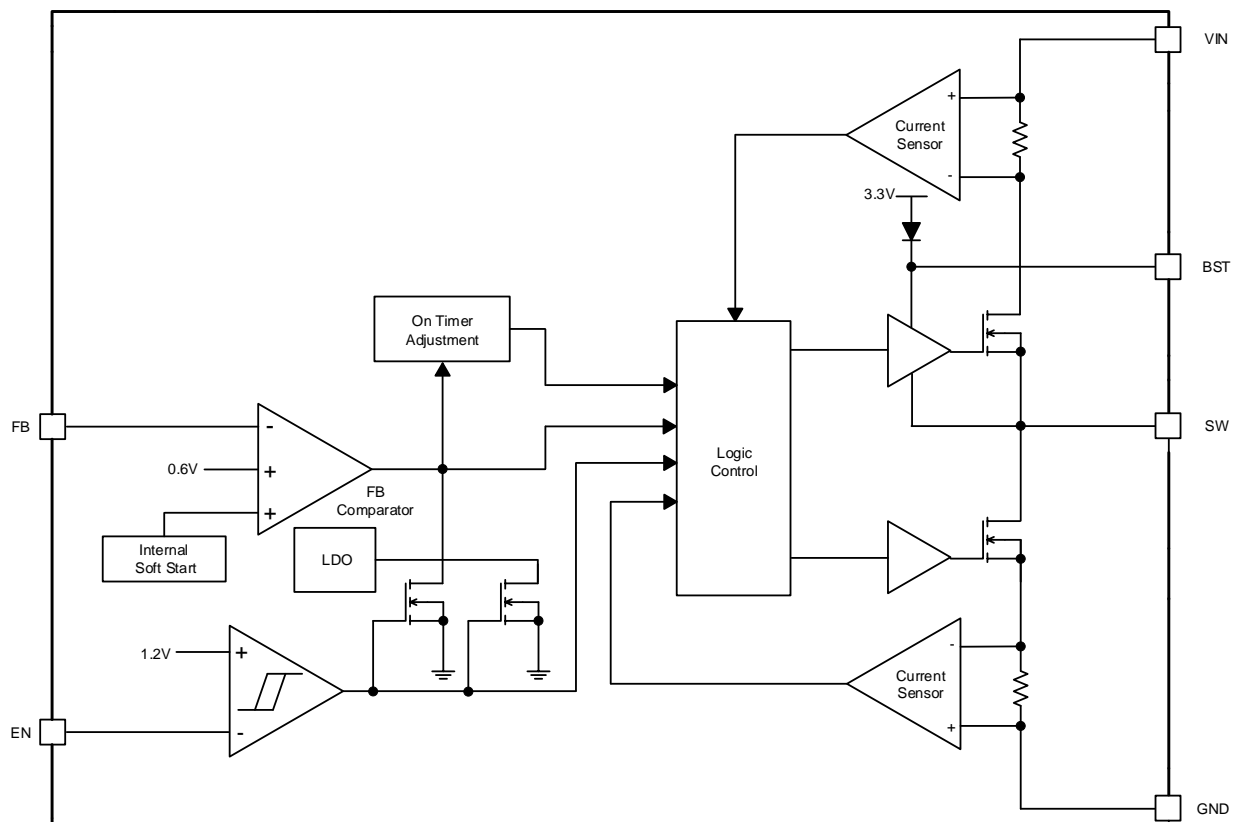 VIN
+
Current
Sensor
-
3.3V
BST
On Timer
Adjustment
FB
-
SW
0.6V
+
Logic
Control
FB
Comparator
+
Internal
Soft Start
LDO
1.2V
+
-
Current
Sensor
EN
-
+
GND